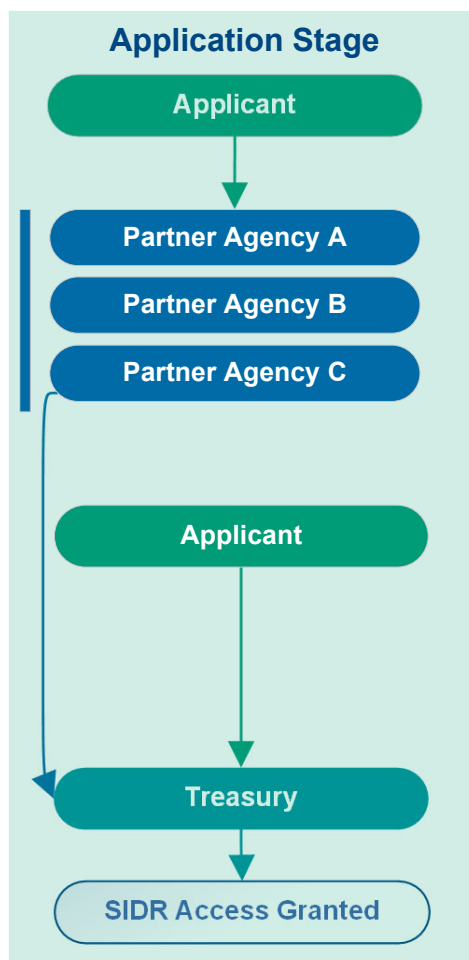 Application Stage
Applicant
Partner Agency A
Partner Agency B
Partner Agency C
Applicant
Treasury
SIDR Access Granted